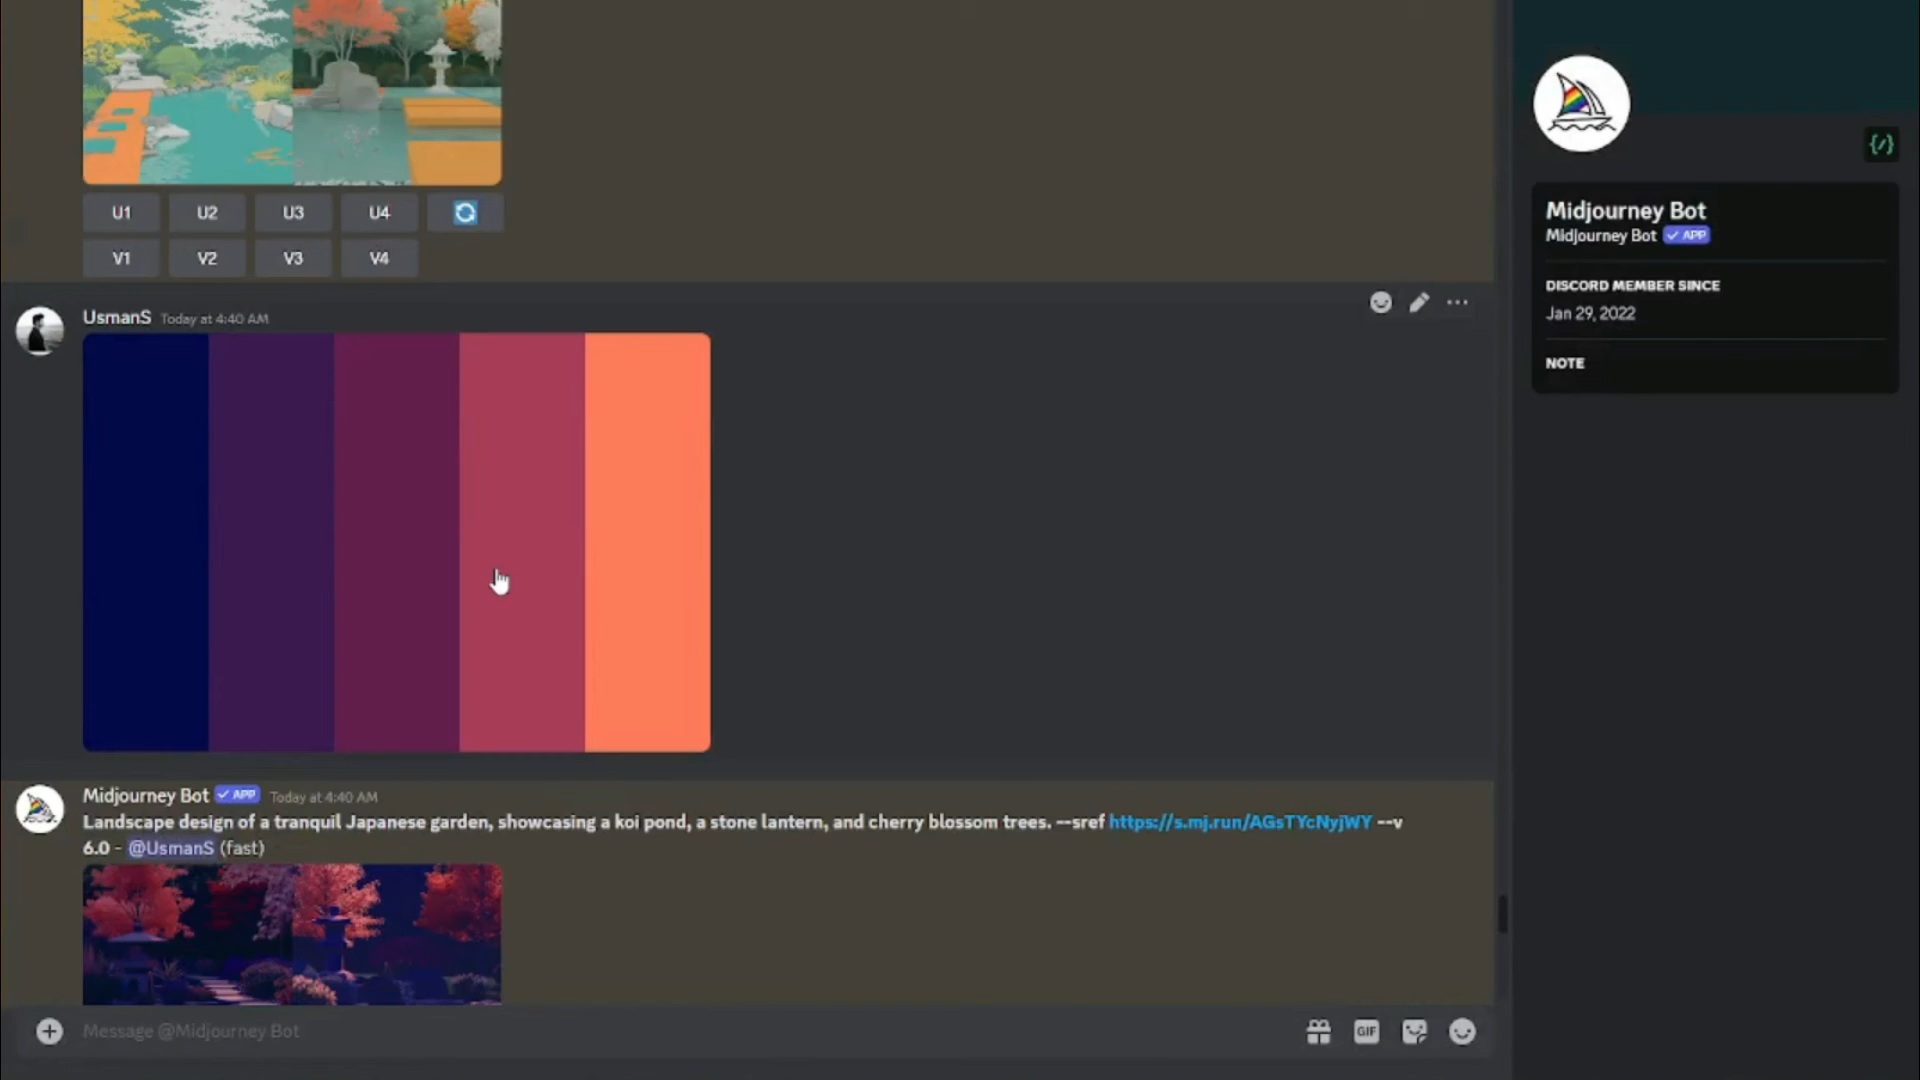 U1 U2 U3 U4
V1 V2 V3 V4
UsmanS Today at 4:40 AM
Midjourney Bot APP Today at 4:40 AM
Landscape design of a tranquil Japanese garden, showcasing a koi pond, a stone lantern, and cherry blossom trees. --sref https://s.mj.run/AGsTYcNyjWY --v
6.0 - @UsmanS (fast)
Message @Midjourney Bot
GIF
Midjourney Bot
Midjourney Bot APP
DISCORD MEMBER SINCE
Jan 29, 2022
NOTE